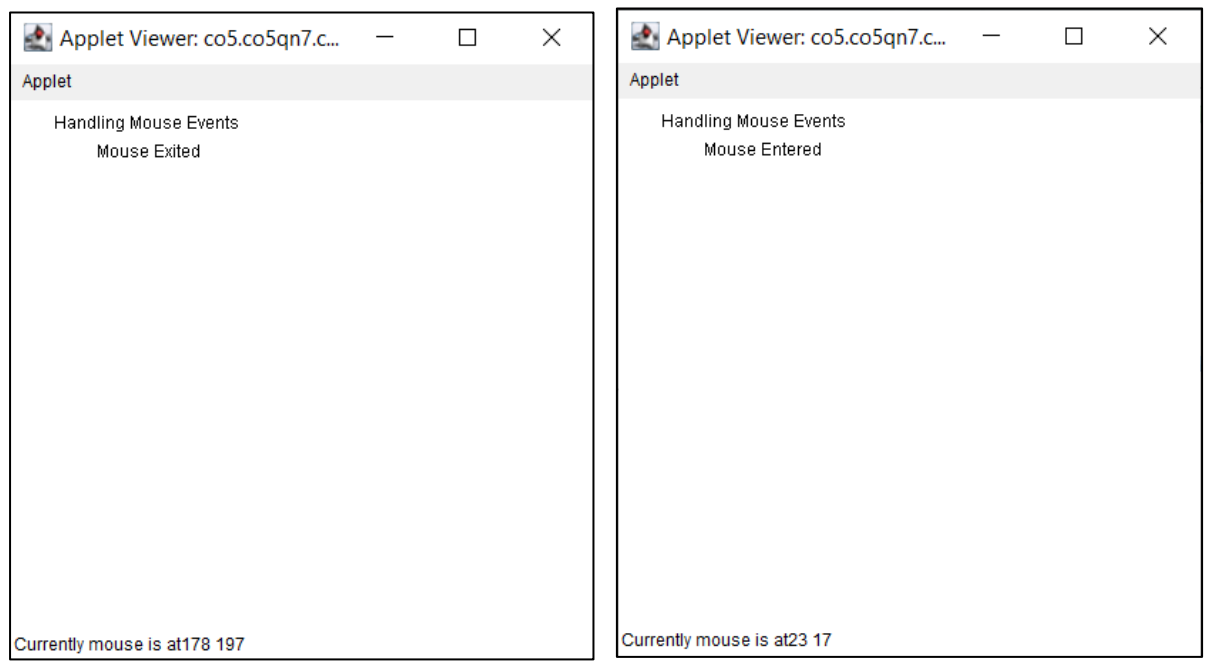 Applet Viewer: co5.co5qn7.c...
Applet
Handling Mouse Events
Mouse Exited
Currently mouse is at178 197
Applet Viewer: co5.co5qn7.c...
Applet
Handling Mouse Events
Mouse Entered
Currently mouse is at23 17